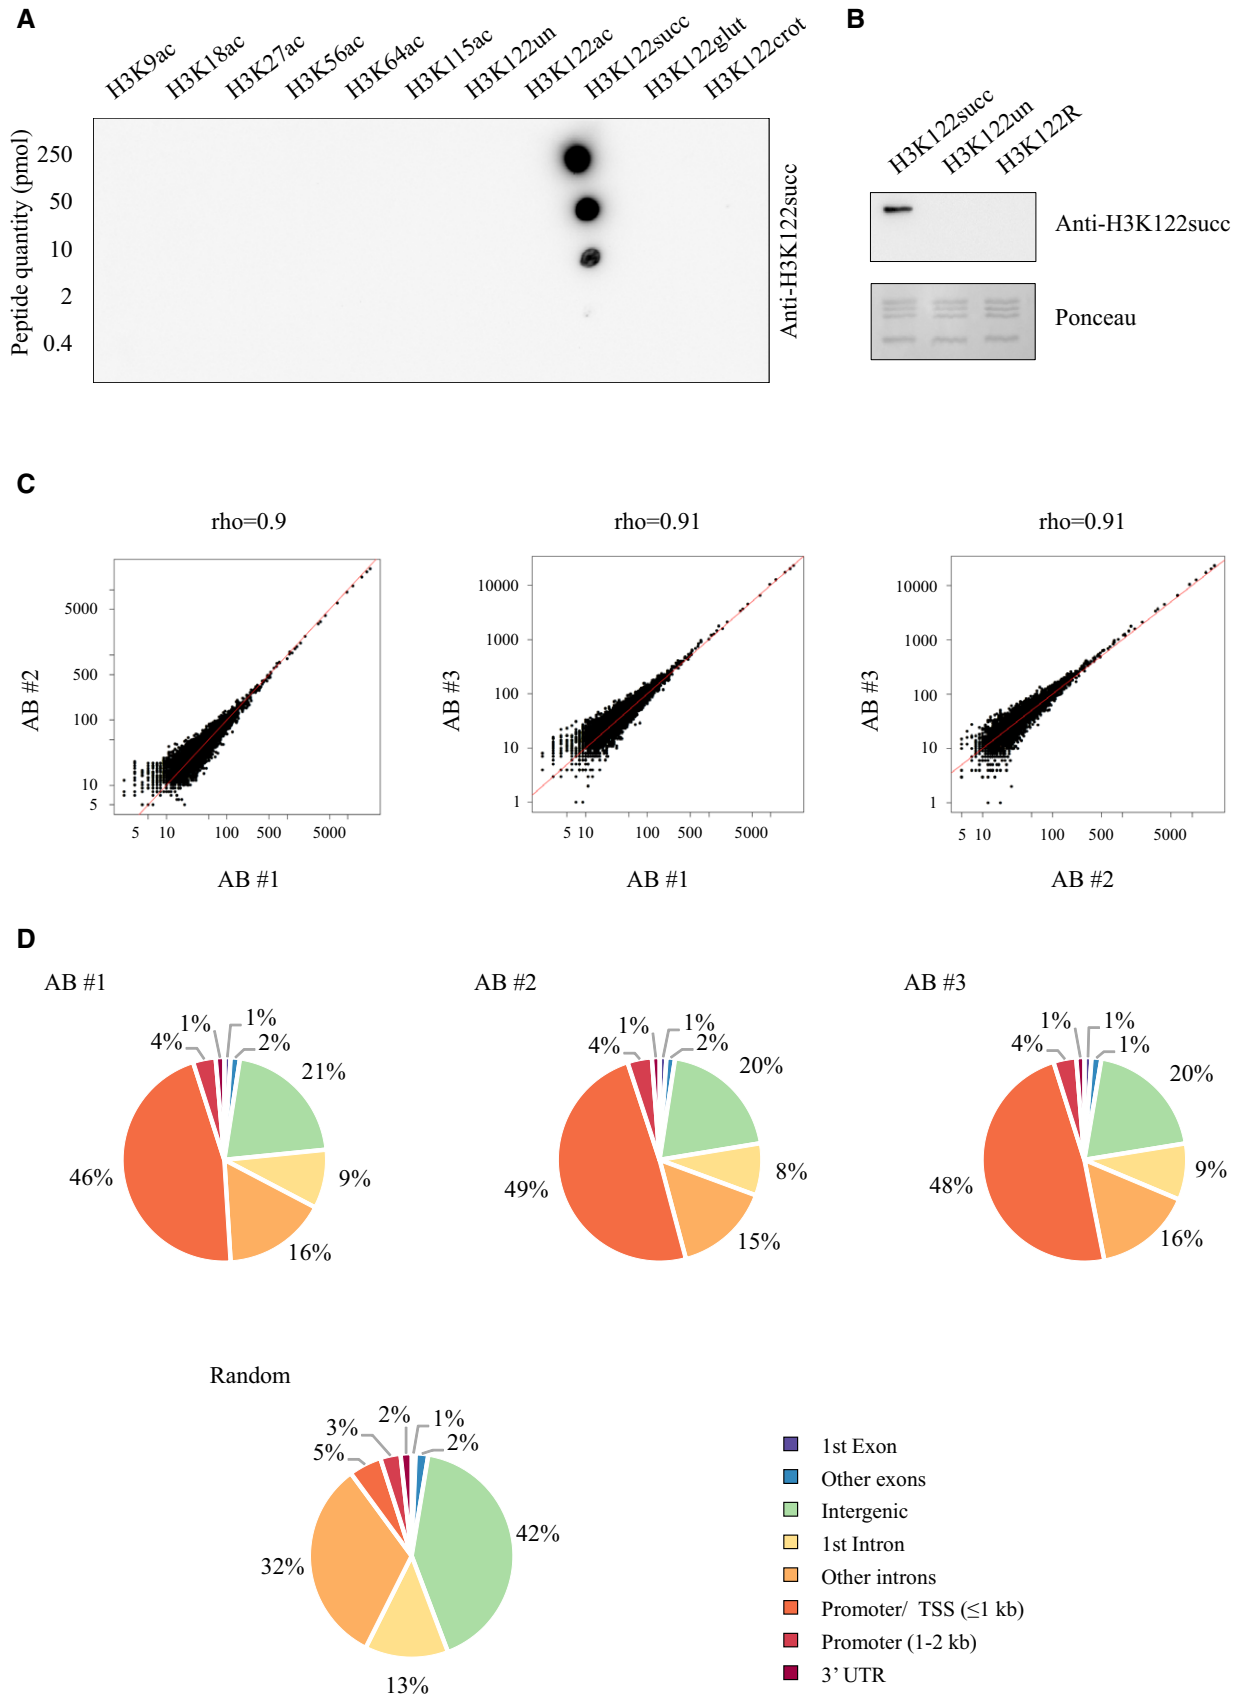 A
H3K9ac
H3K18ac
H3K27ac
H3K56ac
H3K64ac
H3K115ac
H3K122un
H3K122ac
H3K122succ
H3K122glut
H3K122crot
Peptide quantity (pmol)
250
50
10
2
0.4
Anti-H3K122succ
B
H3K122succ
H3K122un
H3K122R
Anti-H3K122succ
Ponceau
C
rho=0.9
AB #2
5000
500
100
10
5
5 10 100 500 5000
AB #1
rho=0.91
AB #3
10000
1000
100
10
1
5 10 100 500 5000
AB #1
rho=0.91
AB #3
10000
1000
100
10
1
5 10 100 500 5000
AB #2
D
AB #1
1%
1%
4%
2%
21%
46%
9%
16%
AB #2
1%
1%
4%
2%
20%
49%
8%
15%
AB #3
1%
1%
4%
1%
20%
48%
9%
16%
Random
2%
1%
3%
2%
5%
42%
32%
13%
1st Exon
Other exons
Intergenic
1st Intron
Other introns
Promoter/ TSS (≤1 kb)
Promoter (1-2 kb)
3’ UTR